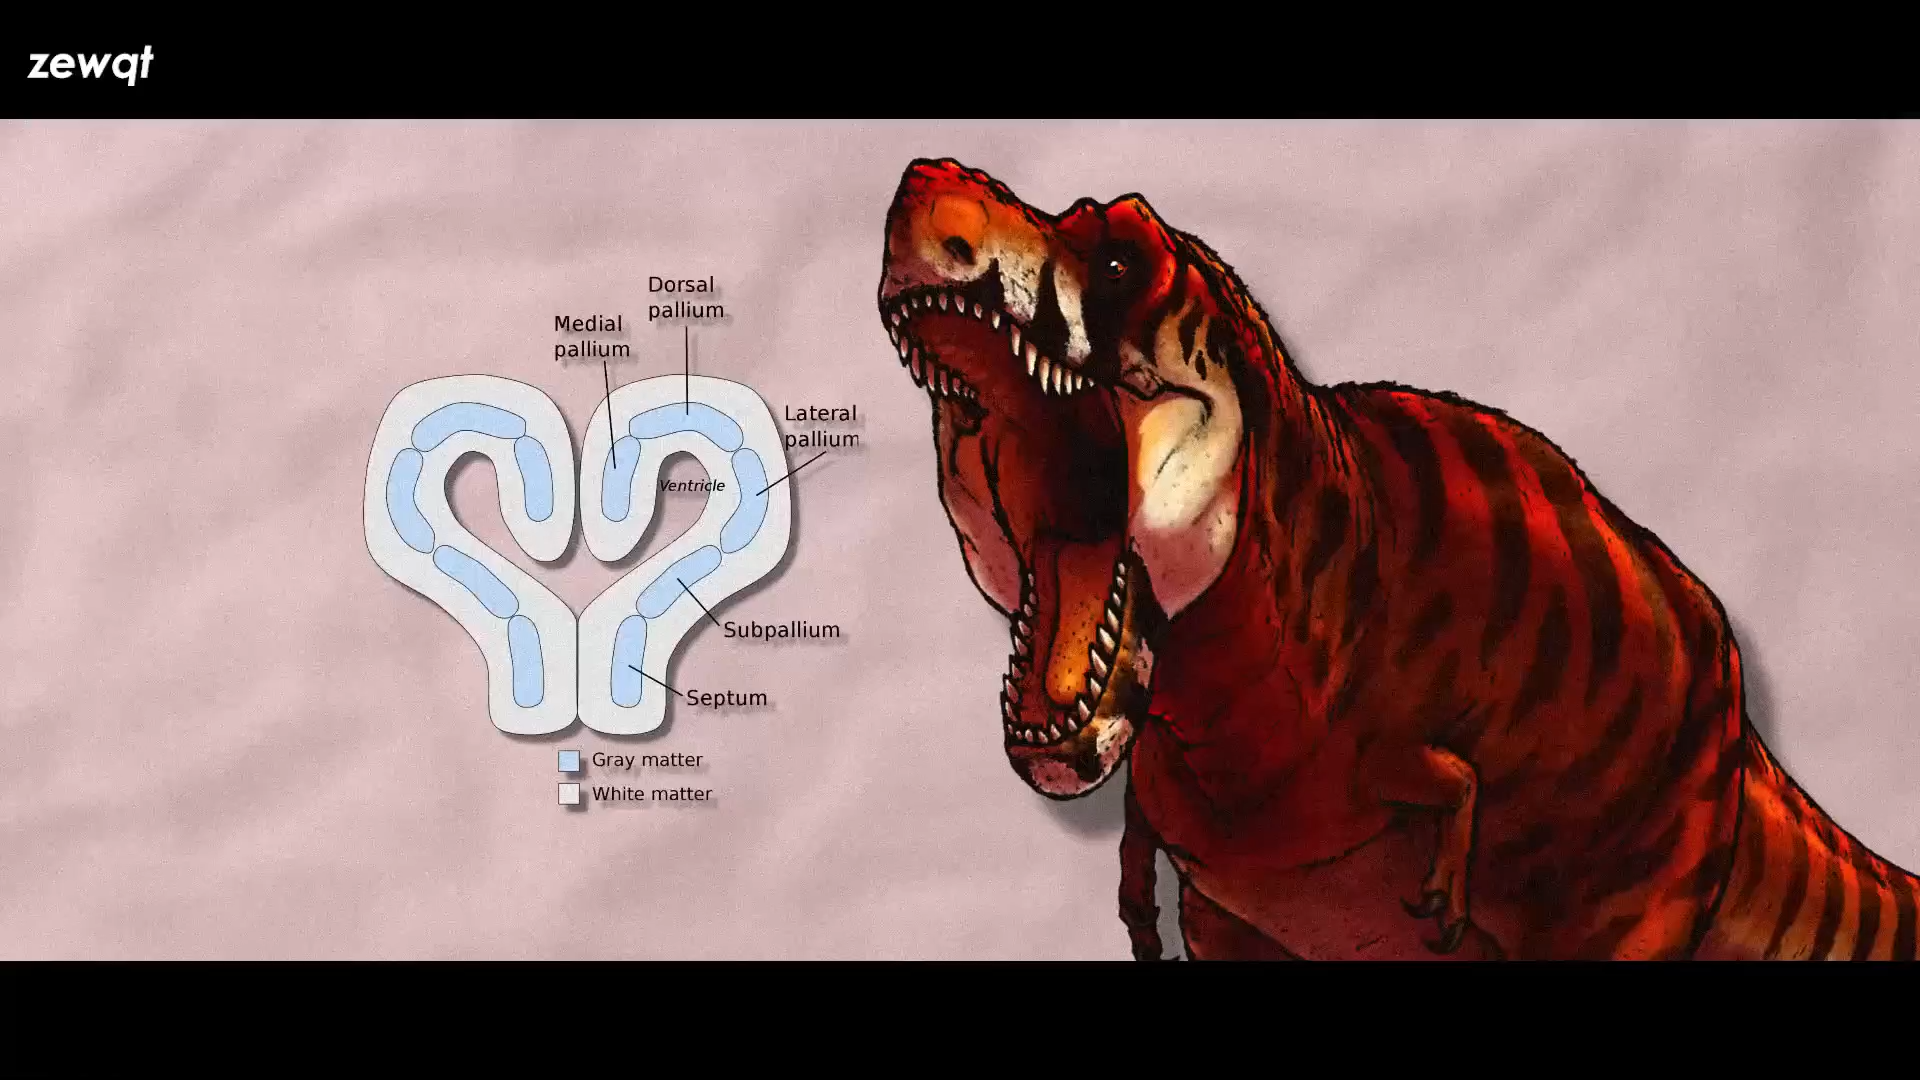 zewqt
Dorsal
pallium
Medial
pallium
Lateral
pallium
Ventricle
Subpallium
Septum
Gray matter
White matter